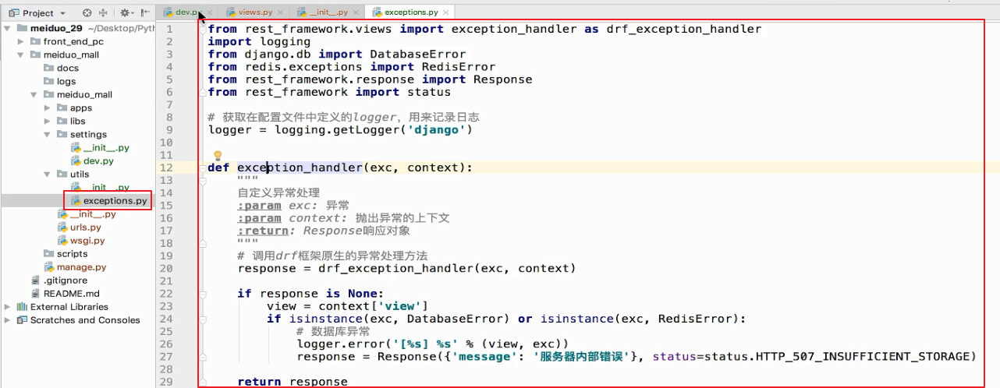 Project
dev.py
views.py
__init__.py
exceptions.py
meiduo_29 ~/Desktop/Pyth
front_end_pc
meiduo_mall
docs
logs
meiduo_mall
apps
libs
settings
__init__.py
dev.py
utils
__init__.py
exceptions.py
__init__.py
urls.py
wsgi.py
scripts
manage.py
.gitignore
README.md
External Libraries
Scratches and Consoles
1 from rest_framework.views import exception_handler as drf_exception_handler
2 import logging
3 from django.db import DatabaseError
4 from redis.exceptions import RedisError
5 from rest_framework.response import Response
6 from rest_framework import status
7
8 # 获取在配置文件中定义的logger，用来记录日志
9 logger = logging.getLogger('django')
10
11
12 def exception_handler(exc, context):
13     """
14     自定义异常处理
15     :param exc: 异常
16     :param context: 抛出异常的上下文
17     :return: Response响应对象
18     """
19     # 调用drf框架原生的异常处理方法
20     response = drf_exception_handler(exc, context)
21
22     if response is None:
23         view = context['view']
24         if isinstance(exc, DatabaseError) or isinstance(exc, RedisError):
25             # 数据库异常
26             logger.error('[%s] %s' % (view, exc))
27             response = Response({'message': '服务器内部错误'}, status=status.HTTP_507_INSUFFICIENT_STORAGE)
28
29     return response